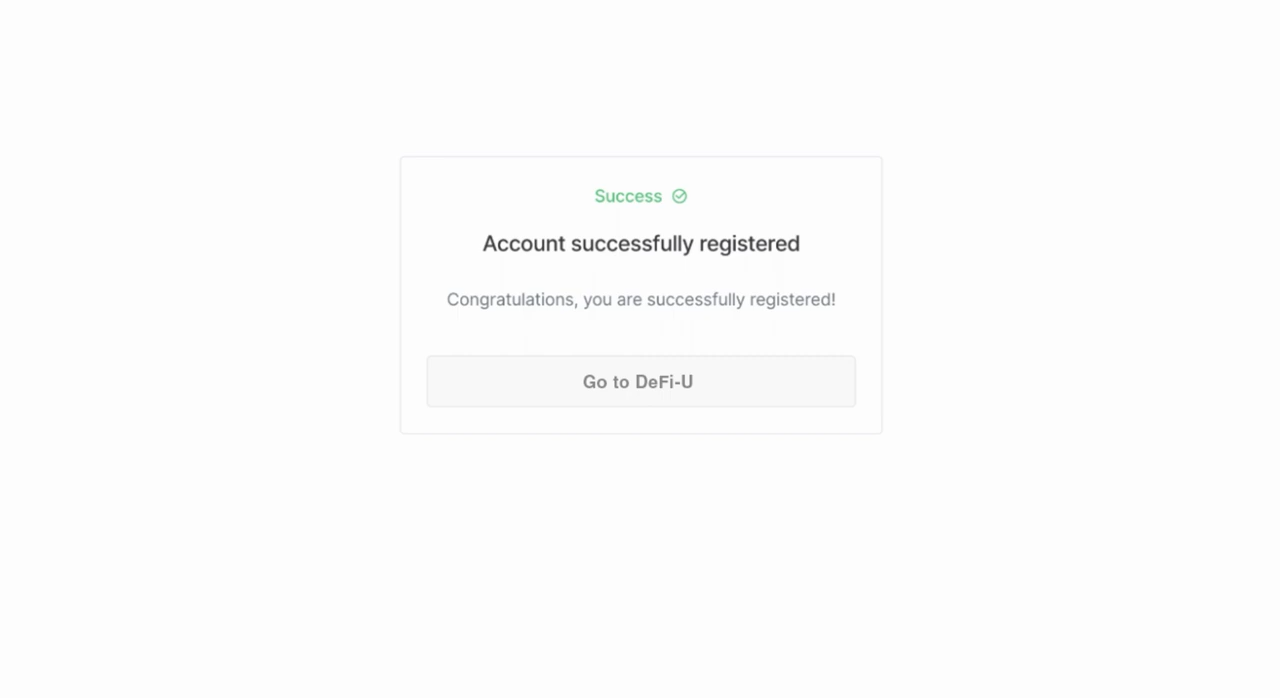 Success
Account successfully registered
Congratulations, you are successfully registered!
Go to DeFi-U